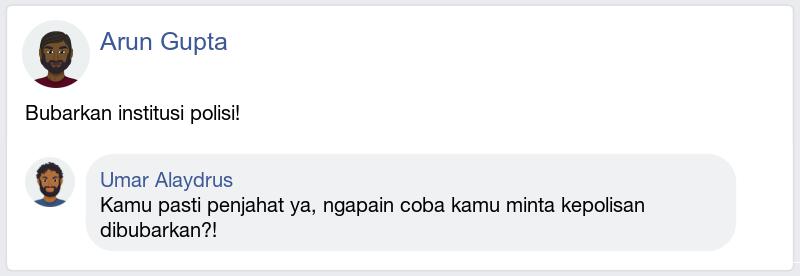 Arun Gupta
Bubarkan institusi polisi!
Umar Alaydrus
Kamu pasti penjahat ya, ngapain coba kamu minta kepolisan
dibubarkan?!